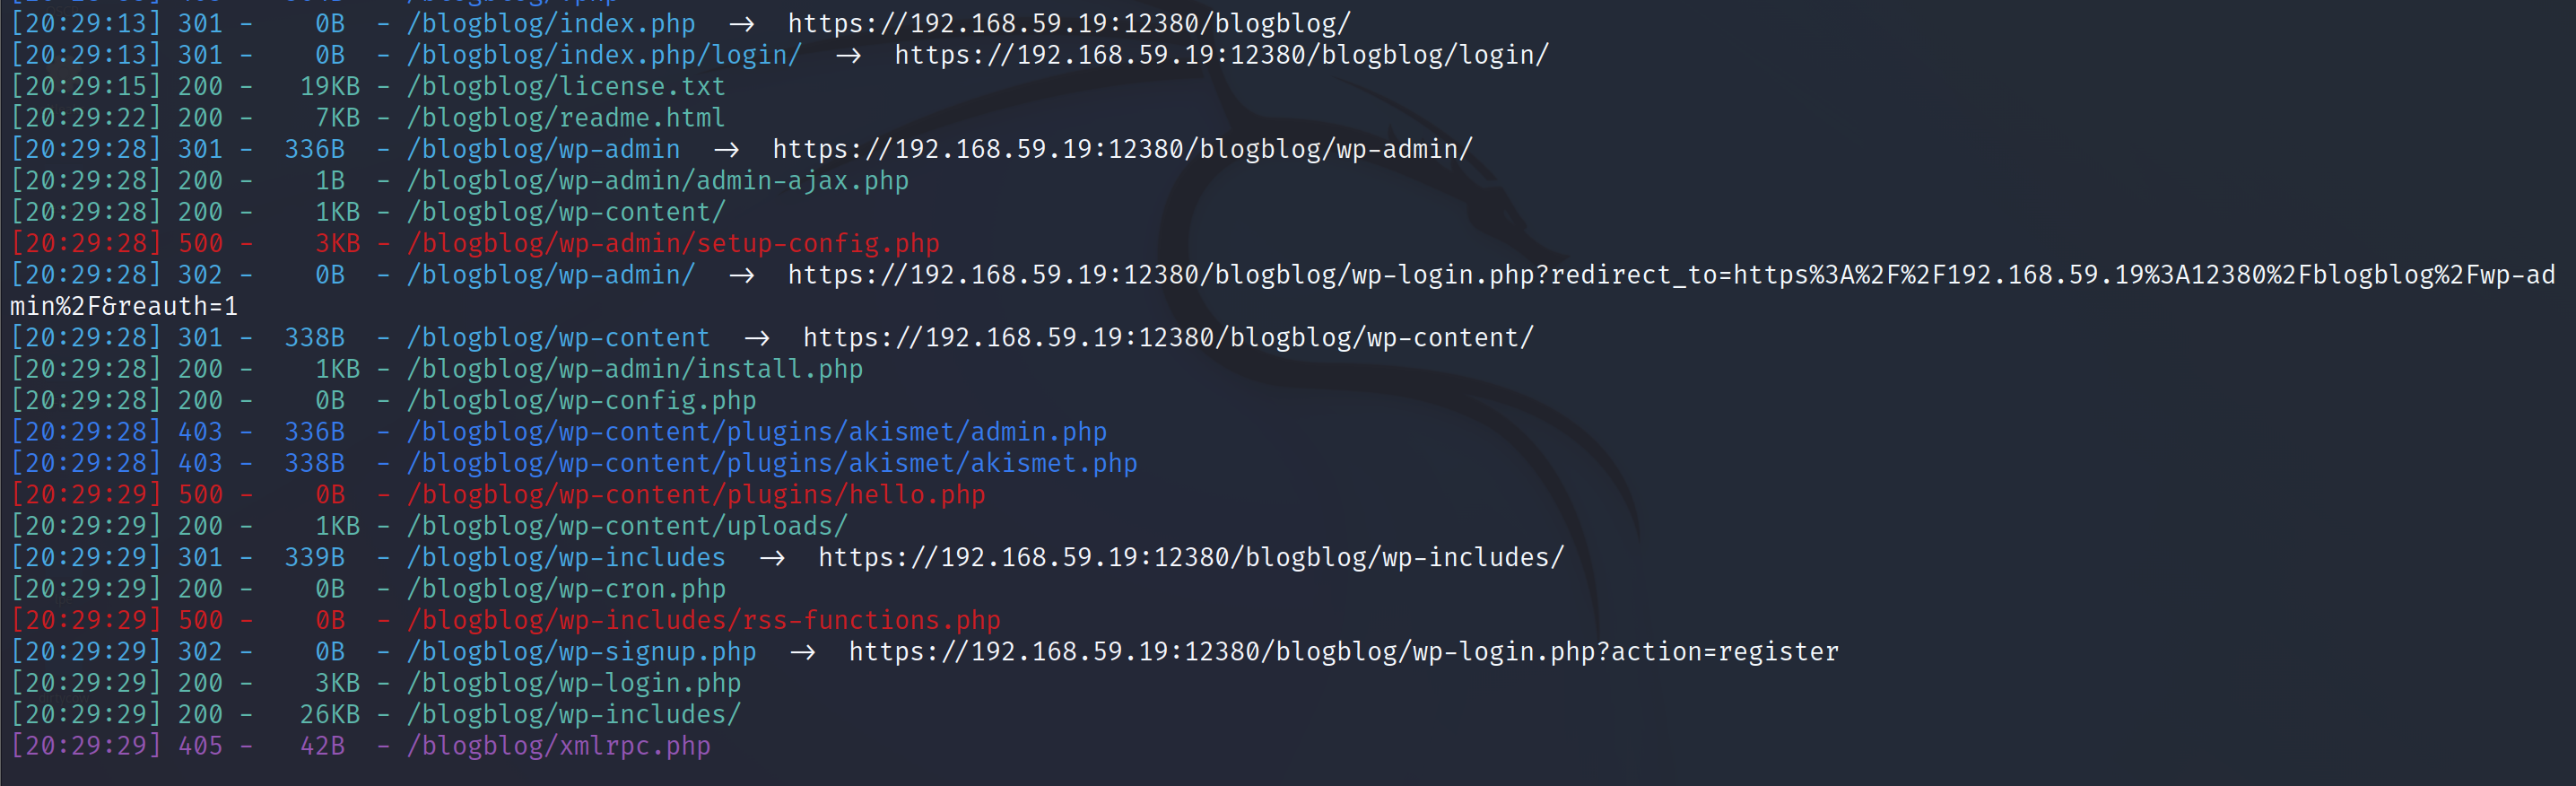 [20:29:13] 301 -    0B  - /blogblog/index.php  →  https://192.168.59.19:12380/blogblog/
[20:29:13] 301 -    0B  - /blogblog/index.php/login/  →  https://192.168.59.19:12380/blogblog/login/
[20:29:15] 200 -   19KB - /blogblog/license.txt
[20:29:22] 200 -    7KB - /blogblog/readme.html
[20:29:28] 301 -  336B  - /blogblog/wp-admin  →  https://192.168.59.19:12380/blogblog/wp-admin/
[20:29:28] 200 -    1B  - /blogblog/wp-admin/admin-ajax.php
[20:29:28] 200 -    1KB - /blogblog/wp-content/
[20:29:28] 500 -    3KB - /blogblog/wp-admin/setup-config.php
[20:29:28] 302 -    0B  - /blogblog/wp-admin/  →  https://192.168.59.19:12380/blogblog/wp-login.php?redirect_to=https%3A%2F%2F192.168.59.19%3A12380%2Fblogblog%2Fwp-ad
min%2F&reauth=1
[20:29:28] 301 -  338B  - /blogblog/wp-content  →  https://192.168.59.19:12380/blogblog/wp-content/
[20:29:28] 200 -    1KB - /blogblog/wp-admin/install.php
[20:29:28] 200 -    0B  - /blogblog/wp-config.php
[20:29:28] 403 -  336B  - /blogblog/wp-content/plugins/akismet/admin.php
[20:29:28] 403 -  338B  - /blogblog/wp-content/plugins/akismet/akismet.php
[20:29:29] 500 -    0B  - /blogblog/wp-content/plugins/hello.php
[20:29:29] 200 -    1KB - /blogblog/wp-content/uploads/
[20:29:29] 301 -  339B  - /blogblog/wp-includes  →  https://192.168.59.19:12380/blogblog/wp-includes/
[20:29:29] 200 -    0B  - /blogblog/wp-cron.php
[20:29:29] 500 -    0B  - /blogblog/wp-includes/rss-functions.php
[20:29:29] 302 -    0B  - /blogblog/wp-signup.php  →  https://192.168.59.19:12380/blogblog/wp-login.php?action=register
[20:29:29] 200 -    3KB - /blogblog/wp-login.php
[20:29:29] 200 -   26KB - /blogblog/wp-includes/
[20:29:29] 405 -   42B  - /blogblog/xmlrpc.php